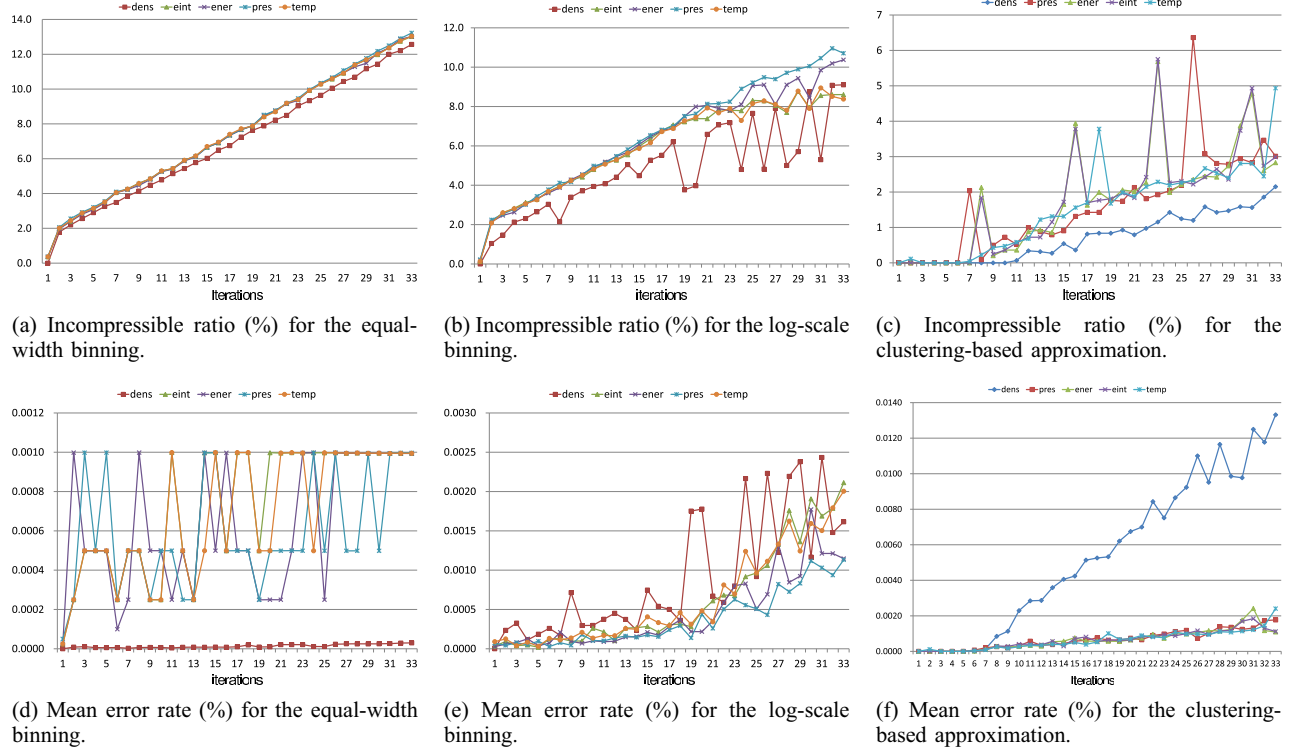 dens eint ener pres temp
14.0
12.0
10.0
8.0
6.0
4.0
2.0
0.0
1 3 5 7 9 11 13 15 17 19 21 23 25 27 29 31 33
Iterations
(a) Incompressible ratio (%) for the equal-
width binning.
dens eint ener pres temp
12.0
10.0
8.0
6.0
4.0
2.0
0.0
1 3 5 7 9 11 13 15 17 19 21 23 25 27 29 31 33
iterations
(b) Incompressible ratio (%) for the log-scale
binning.
dens pres ener eint temp
7
6
5
4
3
2
1
0
1 3 5 7 9 11 13 15 17 19 21 23 25 27 29 31 33
Iterations
(c) Incompressible ratio (%) for the
clustering-based approximation.
dens eint ener pres temp
0.0012
0.0010
0.0008
0.0006
0.0004
0.0002
0.0000
1 3 5 7 9 11 13 15 17 19 21 23 25 27 29 31 33
iterations
(d) Mean error rate (%) for the equal-width
binning.
dens eint ener pres temp
0.0030
0.0025
0.0020
0.0015
0.0010
0.0005
0.0000
1 3 5 7 9 11 13 15 17 19 21 23 25 27 29 31 33
iterations
(e) Mean error rate (%) for the log-scale
binning.
dens pres ener eint temp
0.0140
0.0120
0.0100
0.0080
0.0060
0.0040
0.0020
0.0000
1 2 3 4 5 6 7 8 9 10 11 12 13 14 15 16 17 18 19 20 21 22 23 24 25 26 27 28 29 30 31 32 33
Iterations
(f) Mean error rate (%) for the clustering-
based approximation.